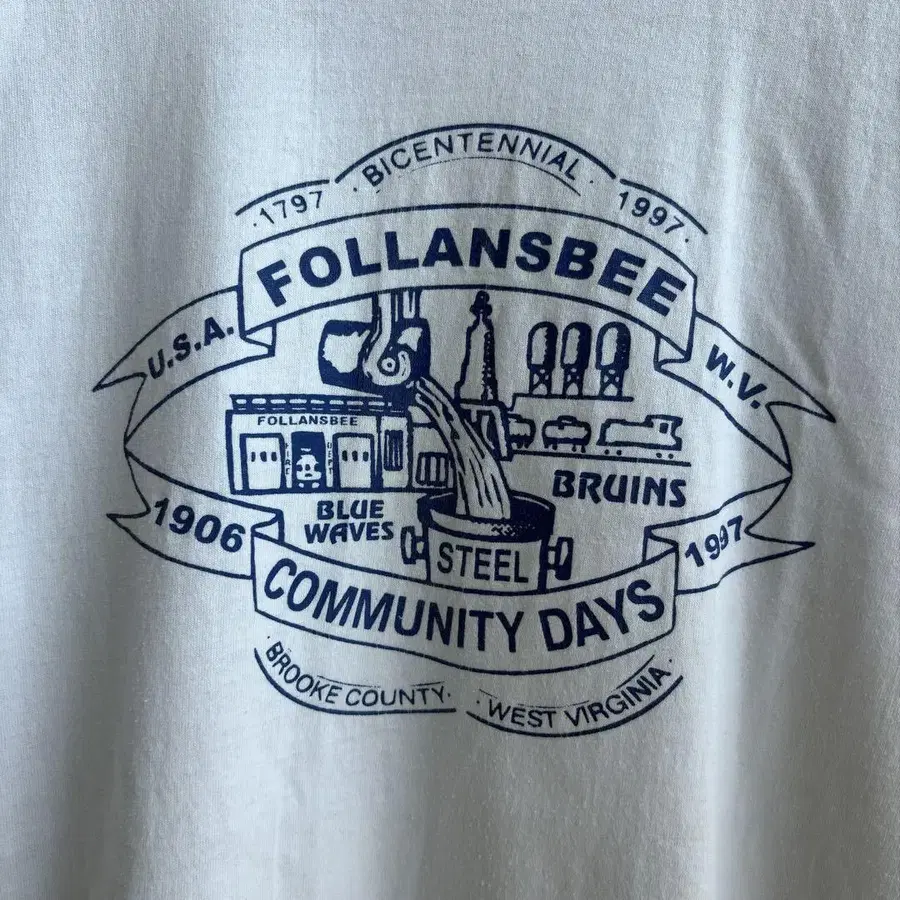 · BICENTENNIAL ·
· 1797
1997 ·
FOLLANSBEE
U.S.A.
W.V.
FOLLANSBEE
FIRE
DEPT
BLUE
WAVES
BRUINS
STEEL
1906
1997
COMMUNITY DAYS
· BROOKE COUNTY ·
· WEST VIRGINIA ·